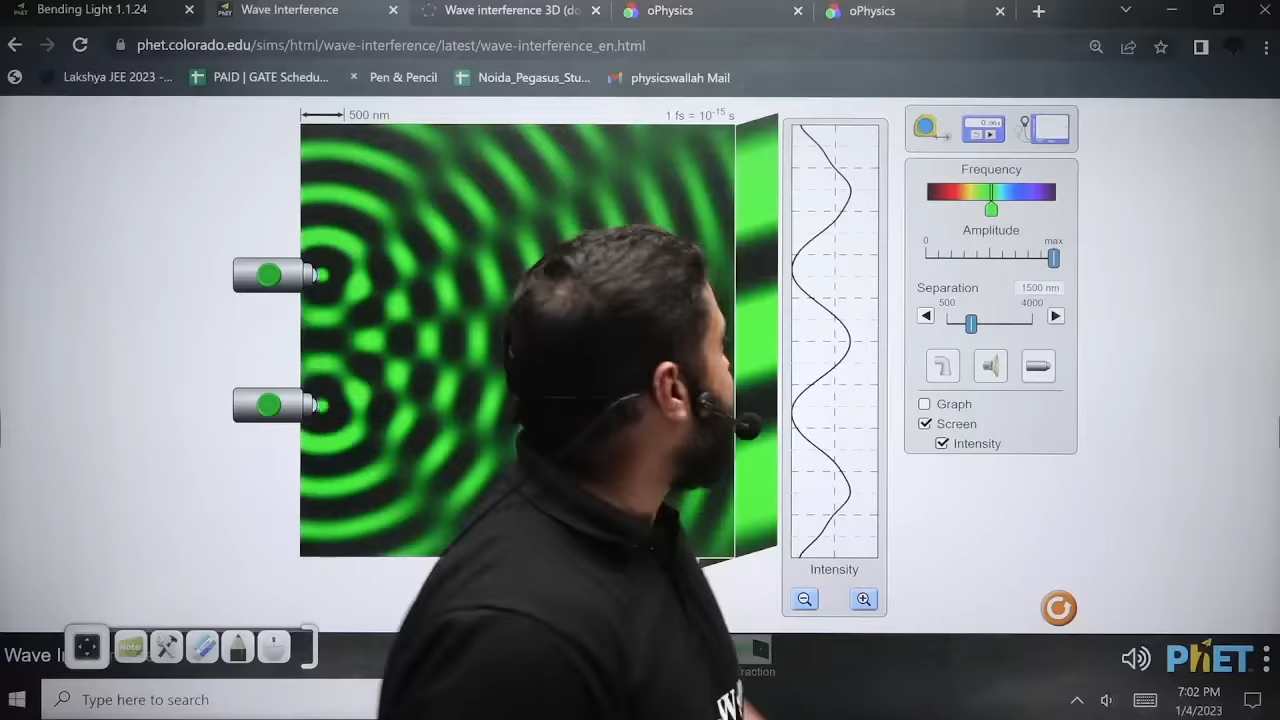 Bending Light 1.1.24
Wave Interference
Wave interference 3D (do
oPhysics
oPhysics
phet.colorado.edu/sims/html/wave-interference/latest/wave-interference_en.html
Lakshya JEE 2023 -...
PAID | GATE Schedu...
Pen & Pencil
Noida_Pegasus_Stu...
physicswallah Mail
500 nm
1 fs = 10⁻¹⁵ s
Frequency
Amplitude
0
max
Separation
1500 nm
500
4000
Graph
Screen
Intensity
Intensity
Note
Wave I
raction
PhET
Type here to search
7:02 PM
1/4/2023
W